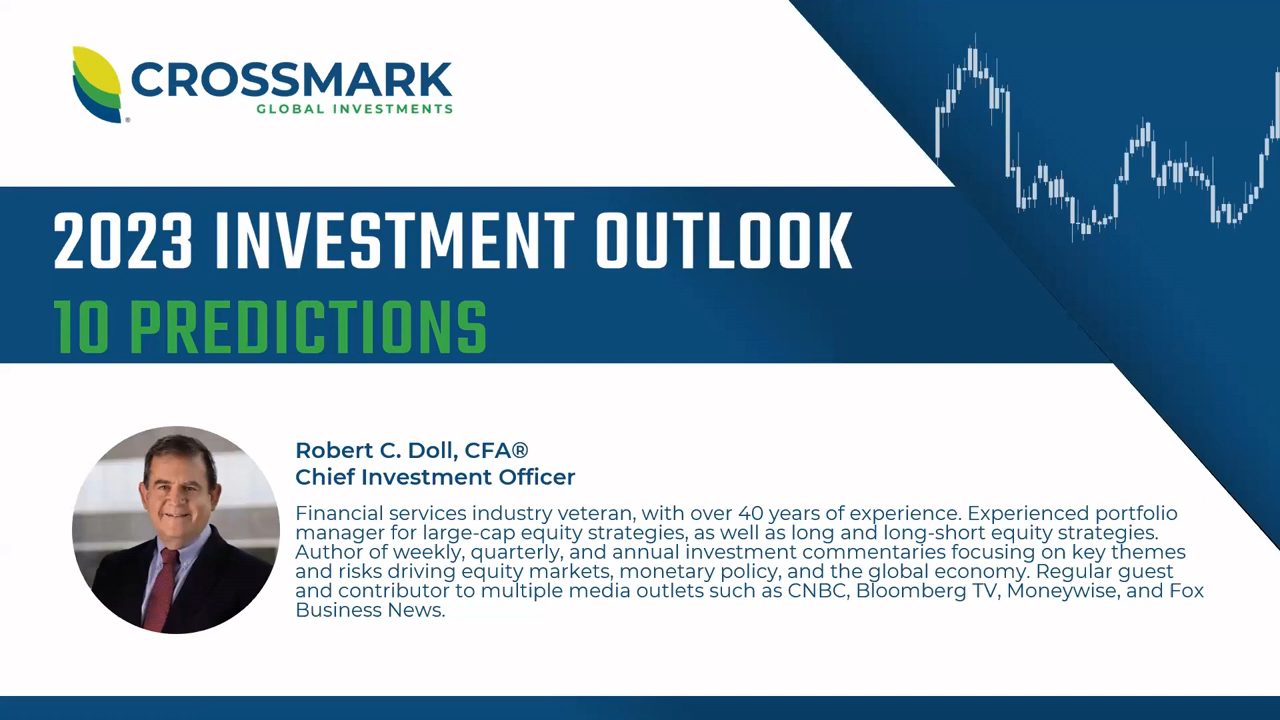 CROSSMARK
GLOBAL INVESTMENTS
®
2023 INVESTMENT OUTLOOK
10 PREDICTIONS
Robert C. Doll, CFA®
Chief Investment Officer
Financial services industry veteran, with over 40 years of experience. Experienced portfolio
manager for large-cap equity strategies, as well as long and long-short equity strategies.
Author of weekly, quarterly, and annual investment commentaries focusing on key themes
and risks driving equity markets, monetary policy, and the global economy. Regular guest
and contributor to multiple media outlets such as CNBC, Bloomberg TV, Moneywise, and Fox
Business News.